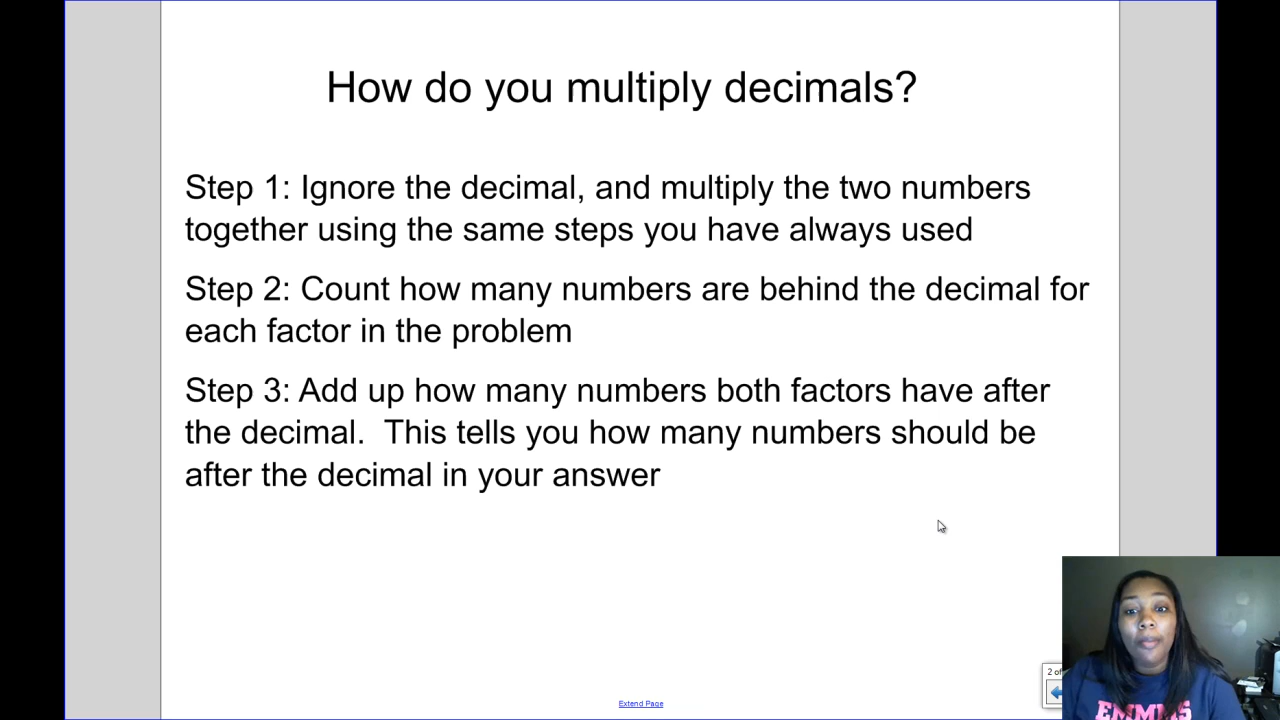 How do you multiply decimals?
Step 1: Ignore the decimal, and multiply the two numbers
together using the same steps you have always used
Step 2: Count how many numbers are behind the decimal for
each factor in the problem
Step 3: Add up how many numbers both factors have after
the decimal.  This tells you how many numbers should be
after the decimal in your answer
2 of
Extend Page
EMMMS